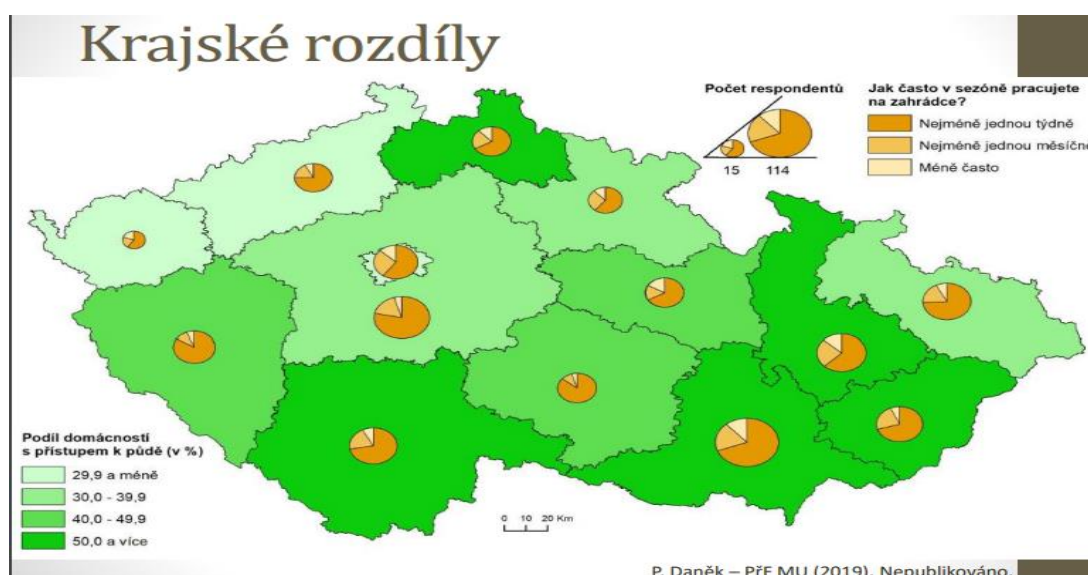 Krajské rozdíly
Počet respondentů
15 114
Jak často v sezóně pracujete
na zahrádce?
Nejméně jednou týdně
Nejméně jednou měsíčně
Méně často
Podíl domácností
s přístupem k půdě (v %)
29,9 a méně
30,0 - 39,9
40,0 - 49,9
50,0 a více
0 10 20 Km
P. Daněk – PřF MU (2019). Nepublikováno.